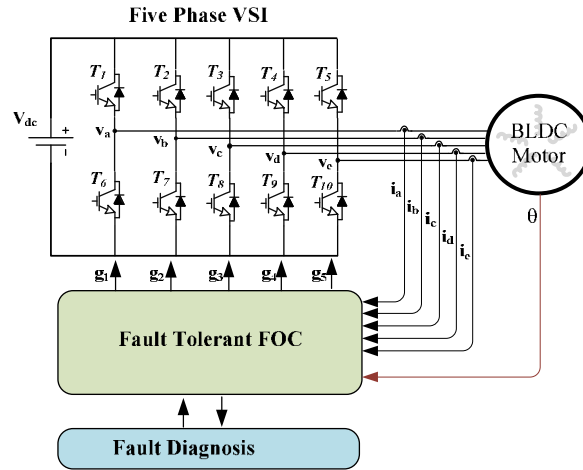 Five Phase VSI
T1 T2 T3 T4 T5
Vdc
+
−
va vb vc vd ve
BLDC
Motor
T6 T7 T8 T9 T10
ia ib ic id ie
θ
g1 g2 g3 g4 g5
Fault Tolerant FOC
Fault Diagnosis